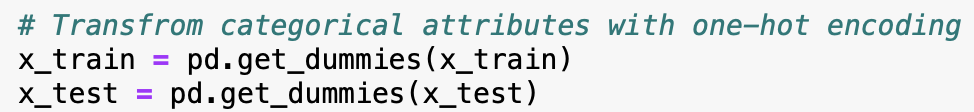 # Transfrom categorical attributes with one-hot encoding
x_train = pd.get_dummies(x_train)
x_test = pd.get_dummies(x_test)